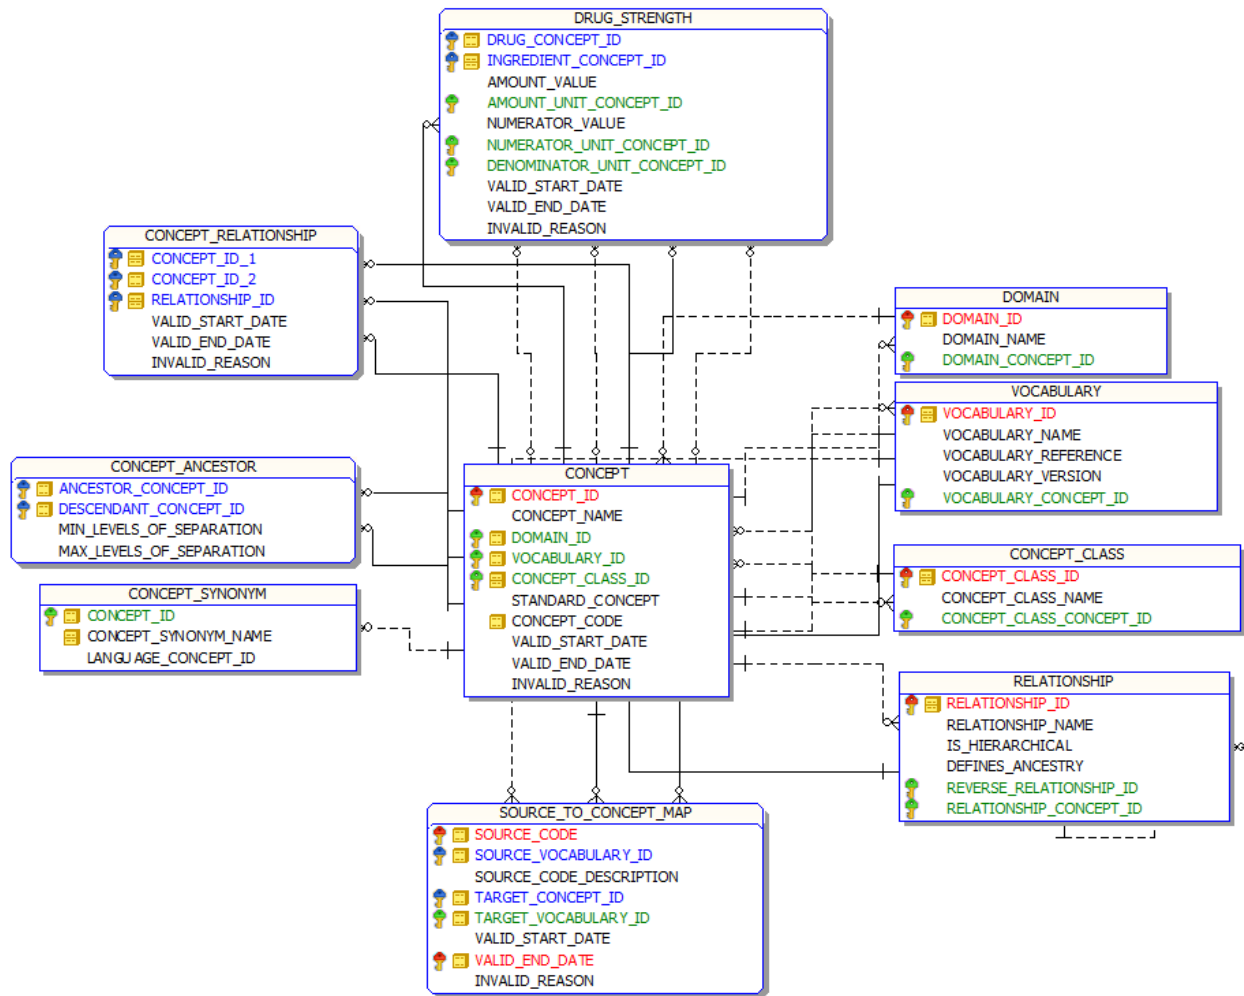 DRUG_STRENGTH
DRUG_CONCEPT_ID
INGREDIENT_CONCEPT_ID
AMOUNT_VALUE
AMOUNT_UNIT_CONCEPT_ID
NUMERATOR_VALUE
NUMERATOR_UNIT_CONCEPT_ID
DENOMINATOR_UNIT_CONCEPT_ID
VALID_START_DATE
VALID_END_DATE
INVALID_REASON
CONCEPT_RELATIONSHIP
CONCEPT_ID_1
CONCEPT_ID_2
RELATIONSHIP_ID
VALID_START_DATE
VALID_END_DATE
INVALID_REASON
DOMAIN
DOMAIN_ID
DOMAIN_NAME
DOMAIN_CONCEPT_ID
VOCABULARY
VOCABULARY_ID
VOCABULARY_NAME
VOCABULARY_REFERENCE
VOCABULARY_VERSION
VOCABULARY_CONCEPT_ID
CONCEPT_ANCESTOR
ANCESTOR_CONCEPT_ID
DESCENDANT_CONCEPT_ID
MIN_LEVELS_OF_SEPARATION
MAX_LEVELS_OF_SEPARATION
CONCEPT
CONCEPT_ID
CONCEPT_NAME
DOMAIN_ID
VOCABULARY_ID
CONCEPT_CLASS_ID
STANDARD_CONCEPT
CONCEPT_CODE
VALID_START_DATE
VALID_END_DATE
INVALID_REASON
CONCEPT_CLASS
CONCEPT_CLASS_ID
CONCEPT_CLASS_NAME
CONCEPT_CLASS_CONCEPT_ID
CONCEPT_SYNONYM
CONCEPT_ID
CONCEPT_SYNONYM_NAME
LANGUAGE_CONCEPT_ID
RELATIONSHIP
RELATIONSHIP_ID
RELATIONSHIP_NAME
IS_HIERARCHICAL
DEFINES_ANCESTRY
REVERSE_RELATIONSHIP_ID
RELATIONSHIP_CONCEPT_ID
SOURCE_TO_CONCEPT_MAP
SOURCE_CODE
SOURCE_VOCABULARY_ID
SOURCE_CODE_DESCRIPTION
TARGET_CONCEPT_ID
TARGET_VOCABULARY_ID
VALID_START_DATE
VALID_END_DATE
INVALID_REASON